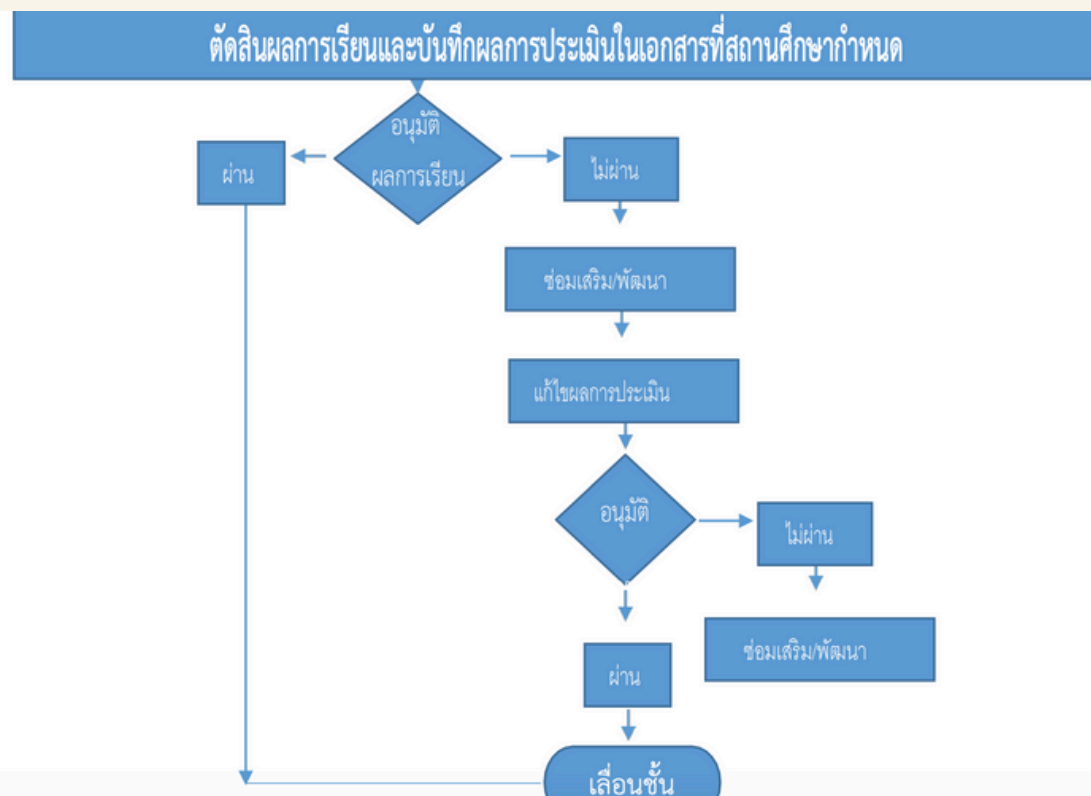 ตัดสินผลการเรียนและบันทึกผลการประเมินในเอกสารที่สถานศึกษากำหนด
อนุมัติ
ผลการเรียน
ผ่าน
ไม่ผ่าน
ซ่อมเสริม/พัฒนา
แก้ไขผลการประเมิน
อนุมัติ
ไม่ผ่าน
ซ่อมเสริม/พัฒนา
ผ่าน
เลื่อนชั้น